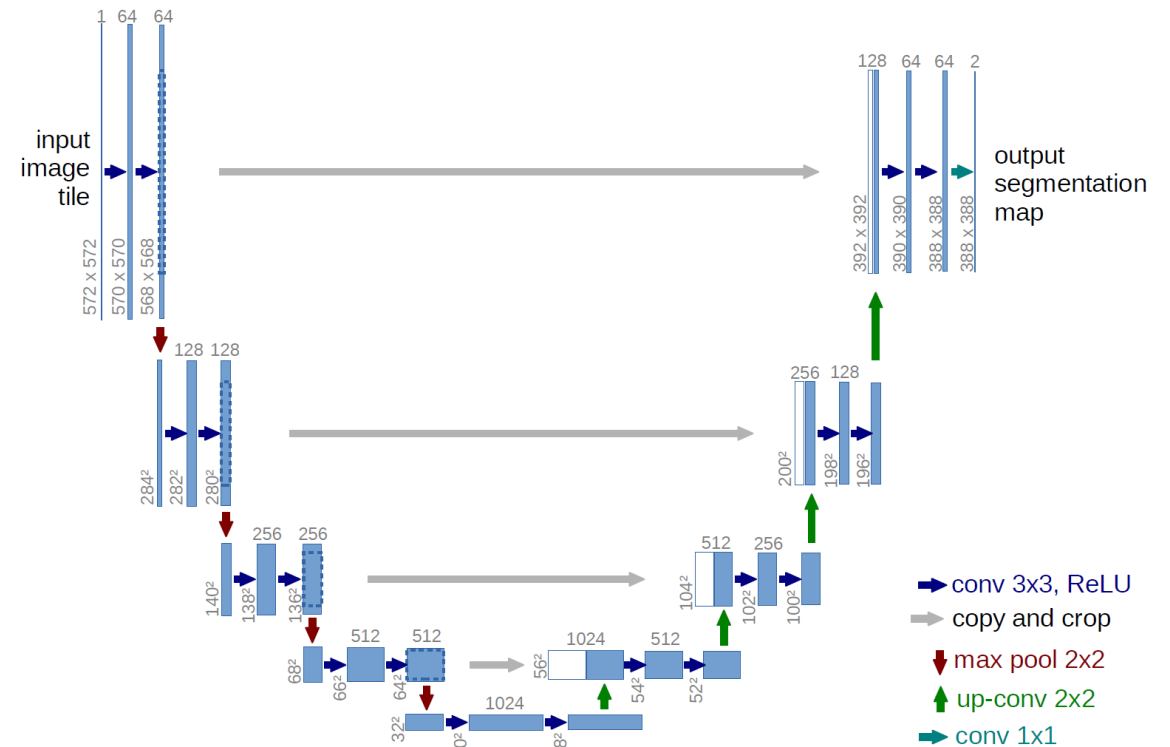 1 64 64
128 64 64 2
input
image
tile
output
segmentation
map
572 x 572
570 x 570
568 x 568
392 x 392
390 x 390
388 x 388
388 x 388
128 128
256 128
284²
282²
280²
200²
198²
196²
256 256
512 256
140²
138²
136²
104²
102²
100²
512 512
1024 512
68²
66²
64²
56²
54²
52²
1024
32²
conv 3x3, ReLU
copy and crop
max pool 2x2
up-conv 2x2
conv 1x1